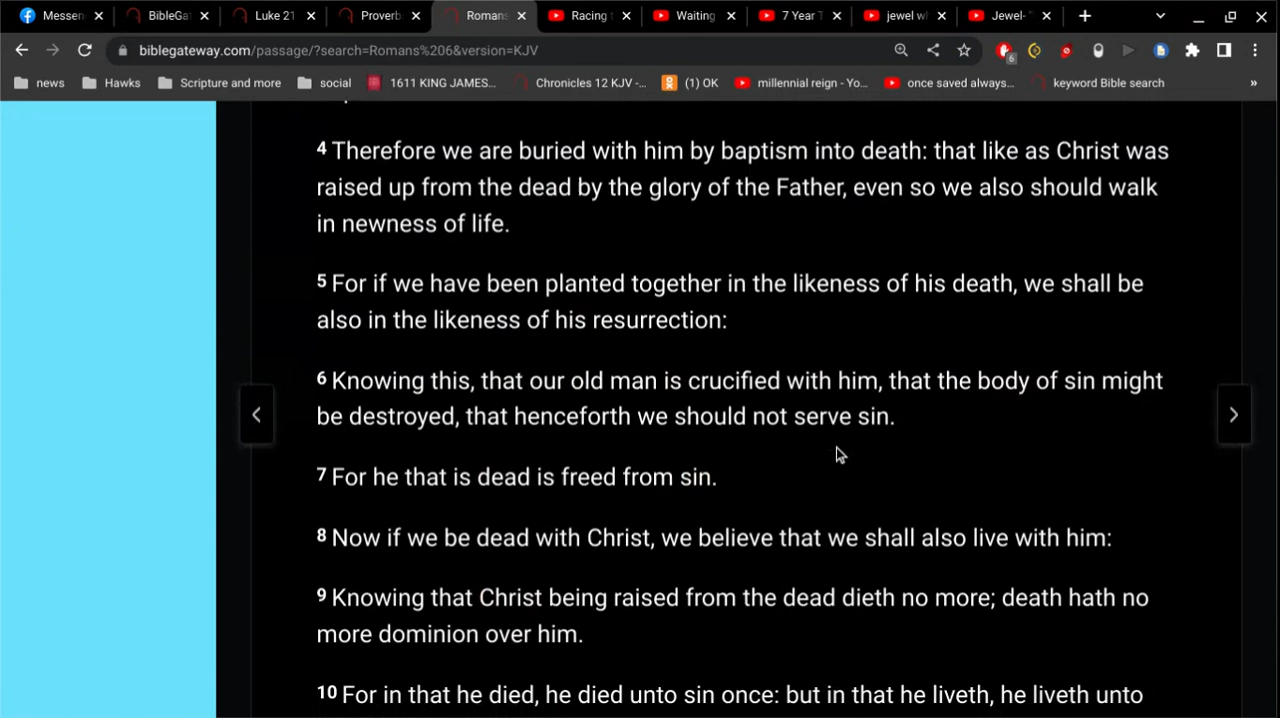 Messen
BibleGa
Luke 21
Proverb
Romans
Racing
Waiting
7 Year T
jewel w
Jewel-
biblegateway.com/passage/?search=Romans%206&version=KJV
6
news
Hawks
Scripture and more
social
1611 KING JAMES...
Chronicles 12 KJV -...
(1) OK
millennial reign - Yo...
once saved always...
keyword Bible search
»
4 Therefore we are buried with him by baptism into death: that like as Christ was
raised up from the dead by the glory of the Father, even so we also should walk
in newness of life.
5 For if we have been planted together in the likeness of his death, we shall be
also in the likeness of his resurrection:
6 Knowing this, that our old man is crucified with him, that the body of sin might
be destroyed, that henceforth we should not serve sin.
7 For he that is dead is freed from sin.
8 Now if we be dead with Christ, we believe that we shall also live with him:
9 Knowing that Christ being raised from the dead dieth no more; death hath no
more dominion over him.
10 For in that he died, he died unto sin once: but in that he liveth, he liveth unto